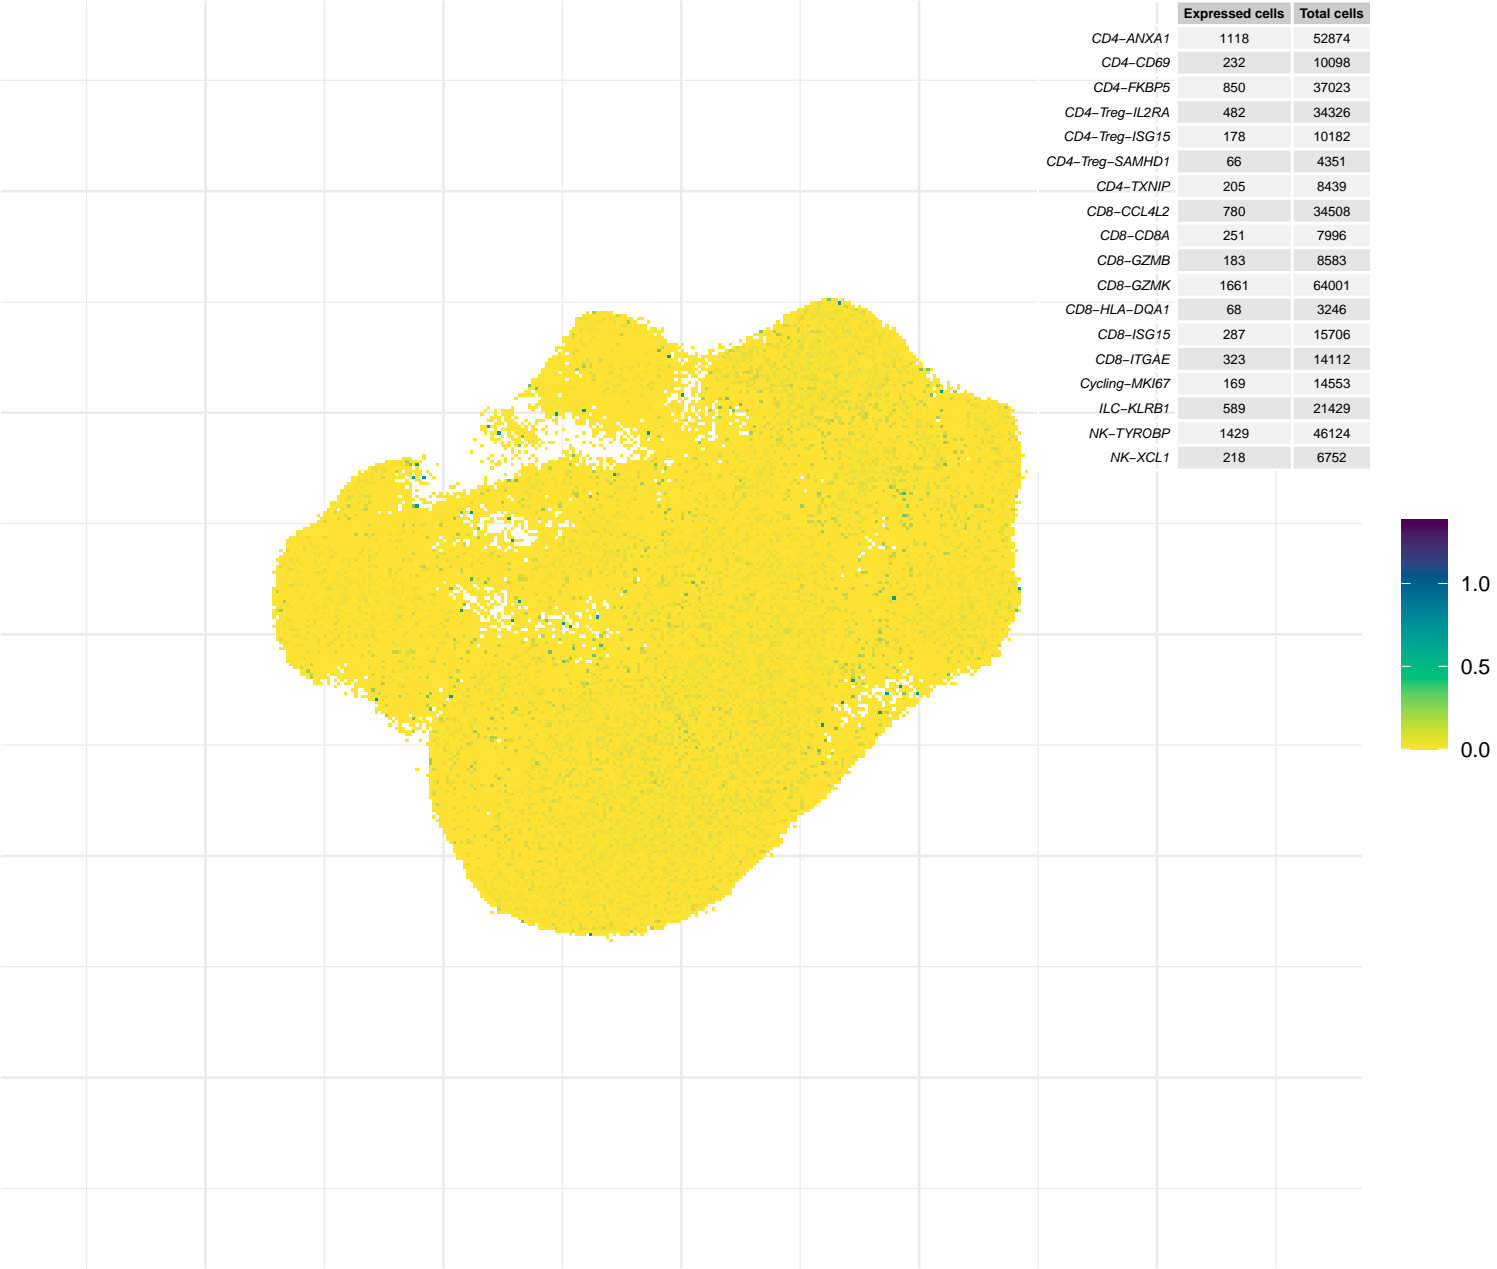 Expressed cells Total cells
CD4−ANXA1 1118 52874
CD4−CD69 232 10098
CD4−FKBP5 850 37023
CD4−Treg−IL2RA 482 34326
CD4−Treg−ISG15 178 10182
CD4−Treg−SAMHD1 66 4351
CD4−TXNIP 205 8439
CD8−CCL4L2 780 34508
CD8−CD8A 251 7996
CD8−GZMB 183 8583
CD8−GZMK 1661 64001
CD8−HLA−DQA1 68 3246
CD8−ISG15 287 15706
CD8−ITGAE 323 14112
Cycling−MKI67 169 14553
ILC−KLRB1 589 21429
NK−TYROBP 1429 46124
NK−XCL1 218 6752
1.0
0.5
0.0